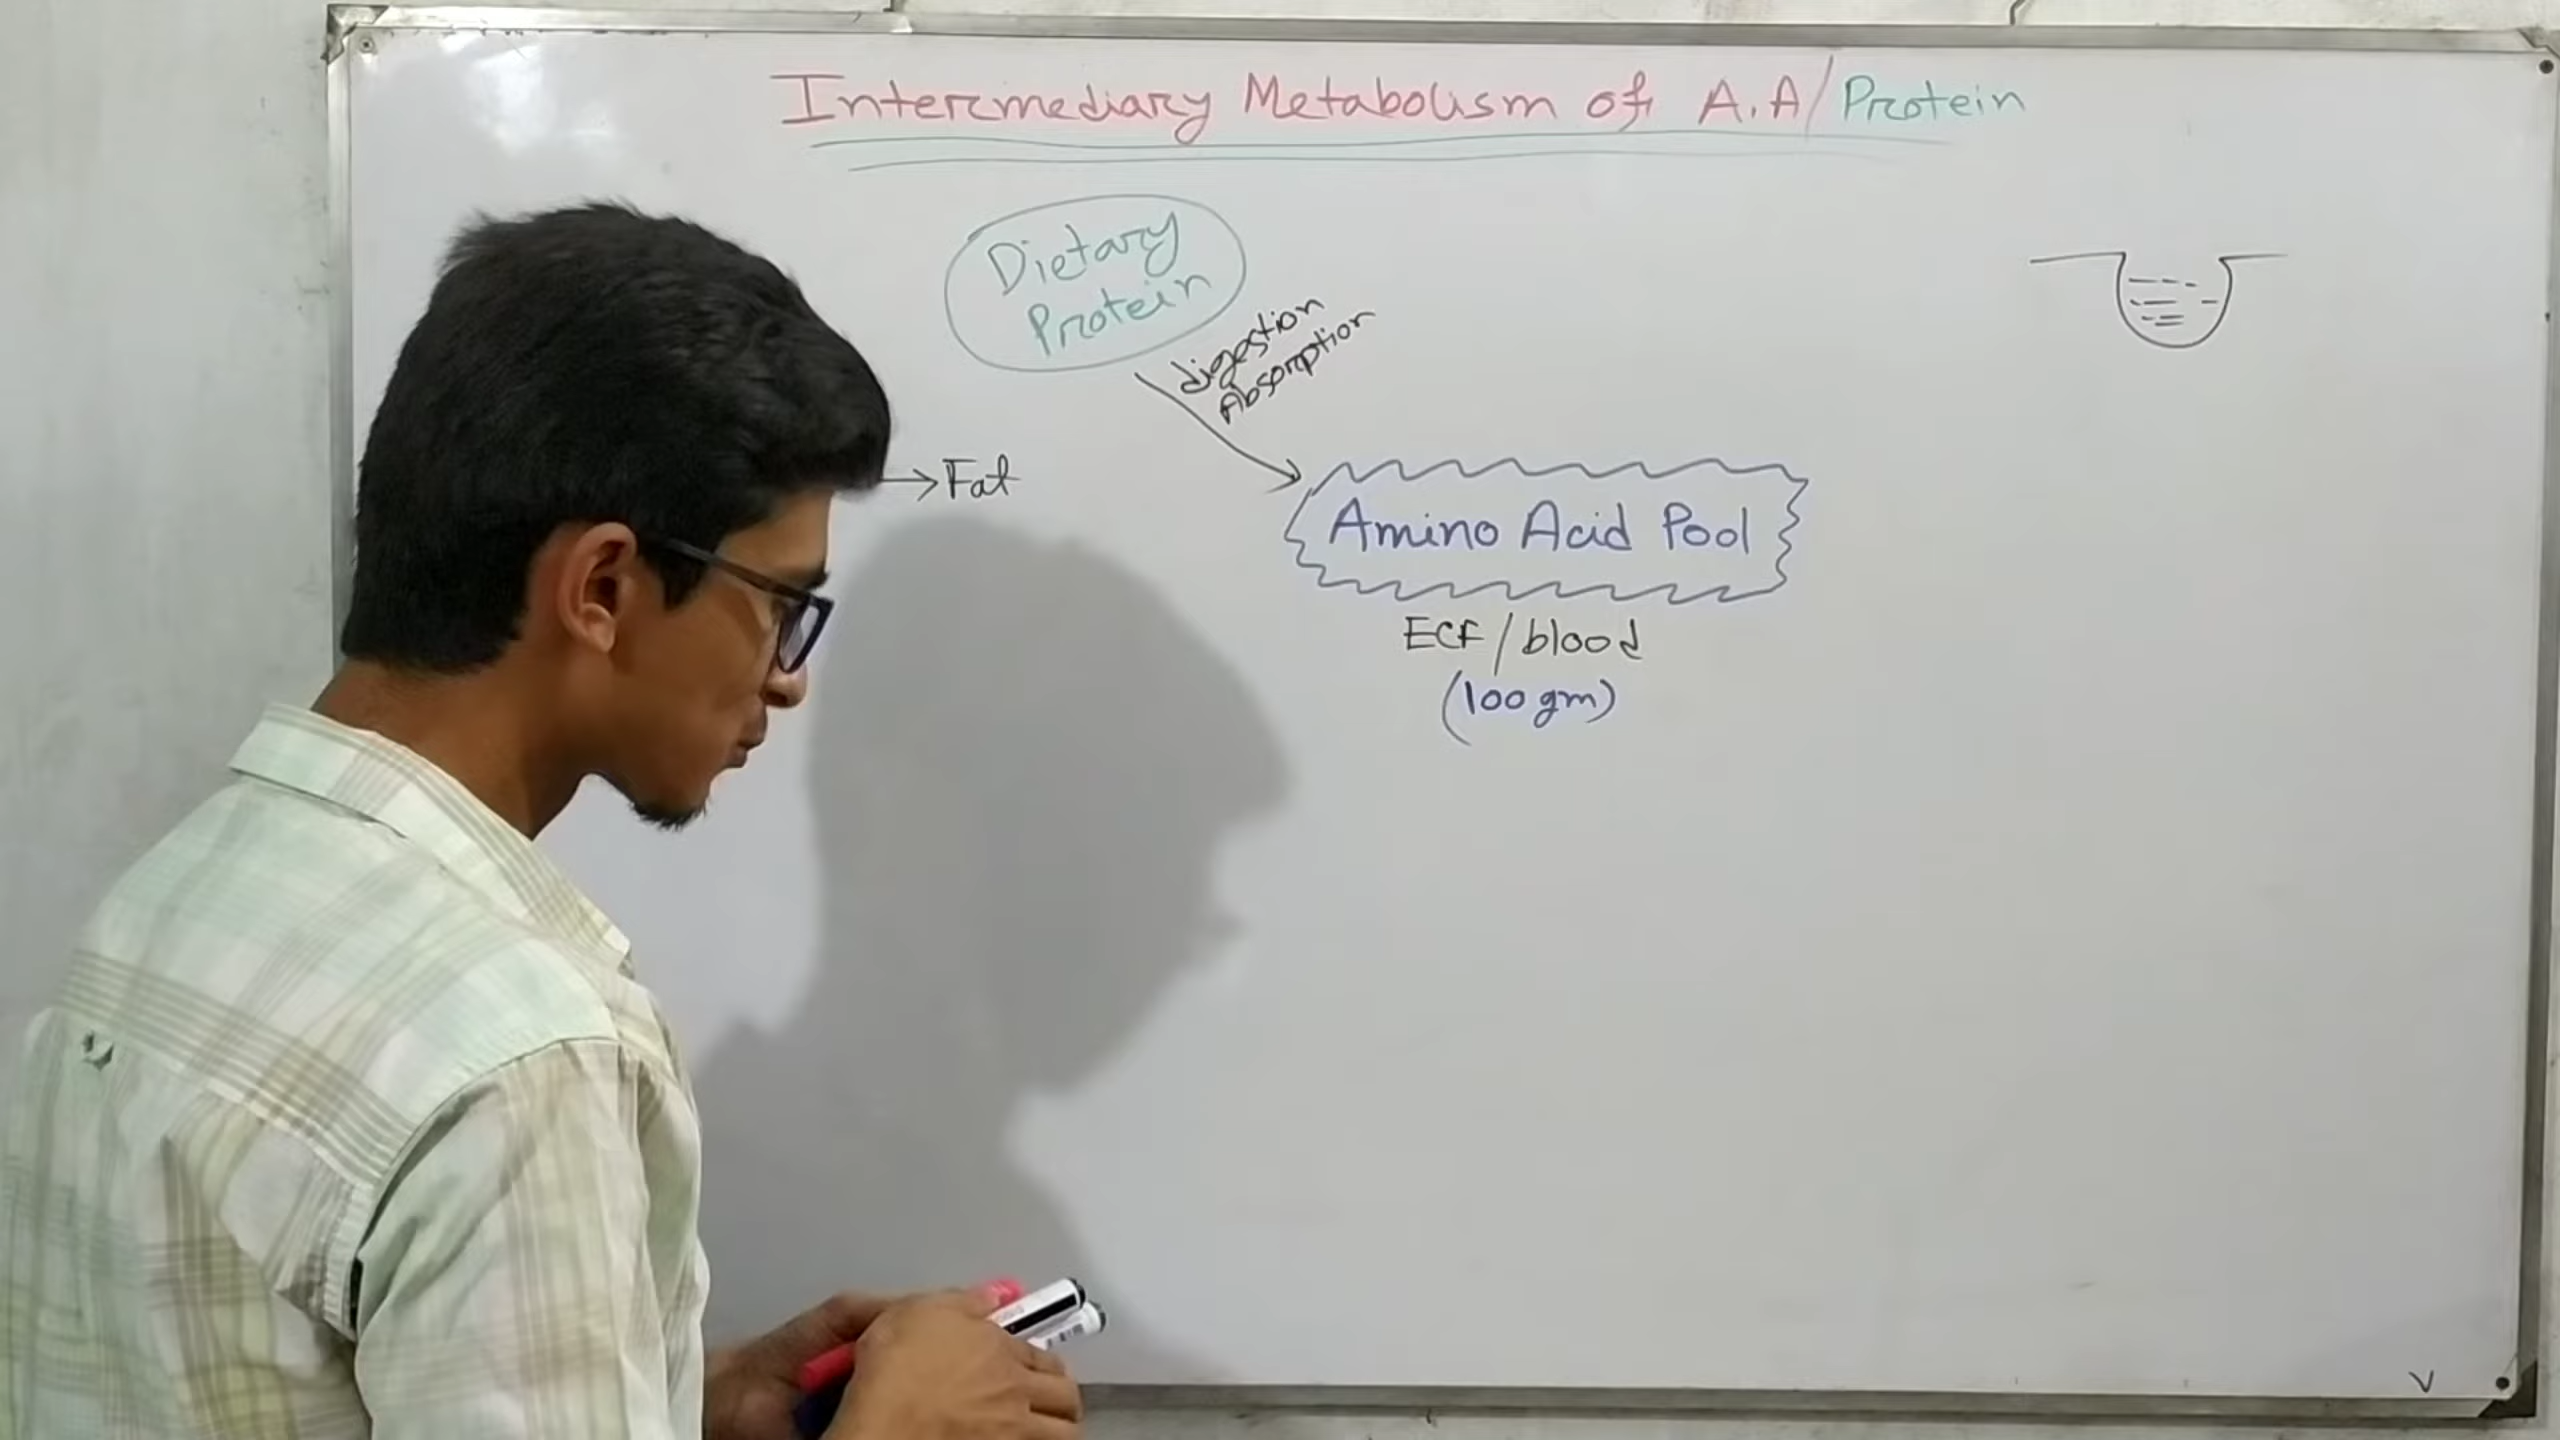 Intermediary Metabolism of A.A/Protein
Dietary
Protein
digestion
Absorption
→Fat
Amino Acid Pool
ECF/blood
(100 gm)
V